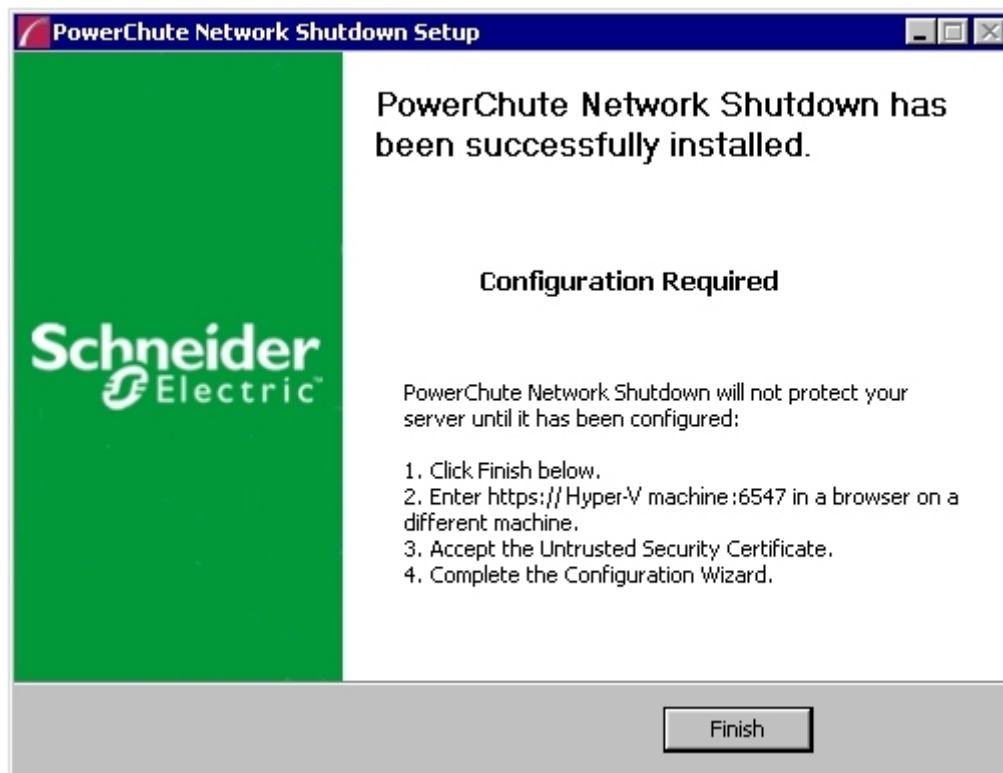 PowerChute Network Shutdown Setup
PowerChute Network Shutdown has
been successfully installed.
Configuration Required
Schneider
Electric™
PowerChute Network Shutdown will not protect your
server until it has been configured:
1. Click Finish below.
2. Enter https:// Hyper-V machine:6547 in a browser on a
different machine.
3. Accept the Untrusted Security Certificate.
4. Complete the Configuration Wizard.
Finish